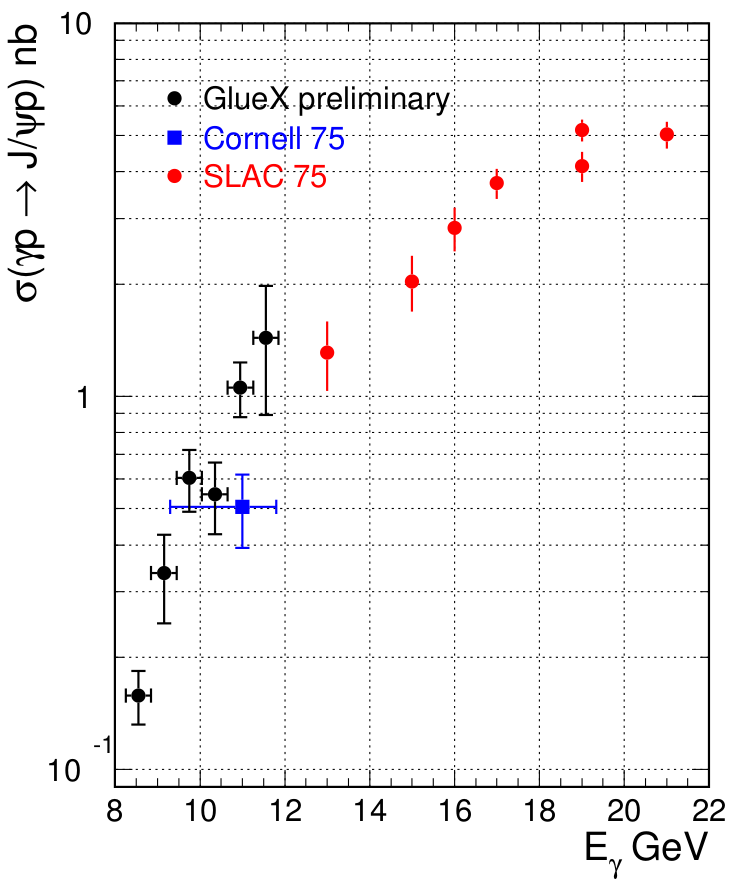 σ(γp → J/ψp) nb
10
GlueX preliminary
Cornell 75
SLAC 75
1
10⁻¹
8 10 12 14 16 18 20 22
Eᵧ GeV